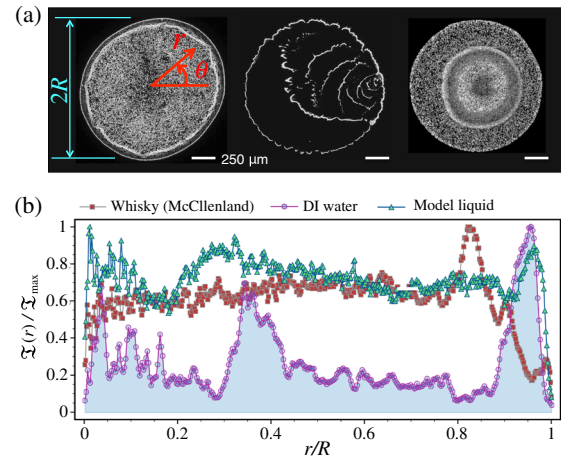 (a)
2R
r
θ
250 μm
(b)
Whisky (McCllenland)
DI water
Model liquid
𝔗(r) / 𝔗max
1
0.8
0.6
0.4
0.2
0
0
0.2
0.4
0.6
0.8
1
r/R